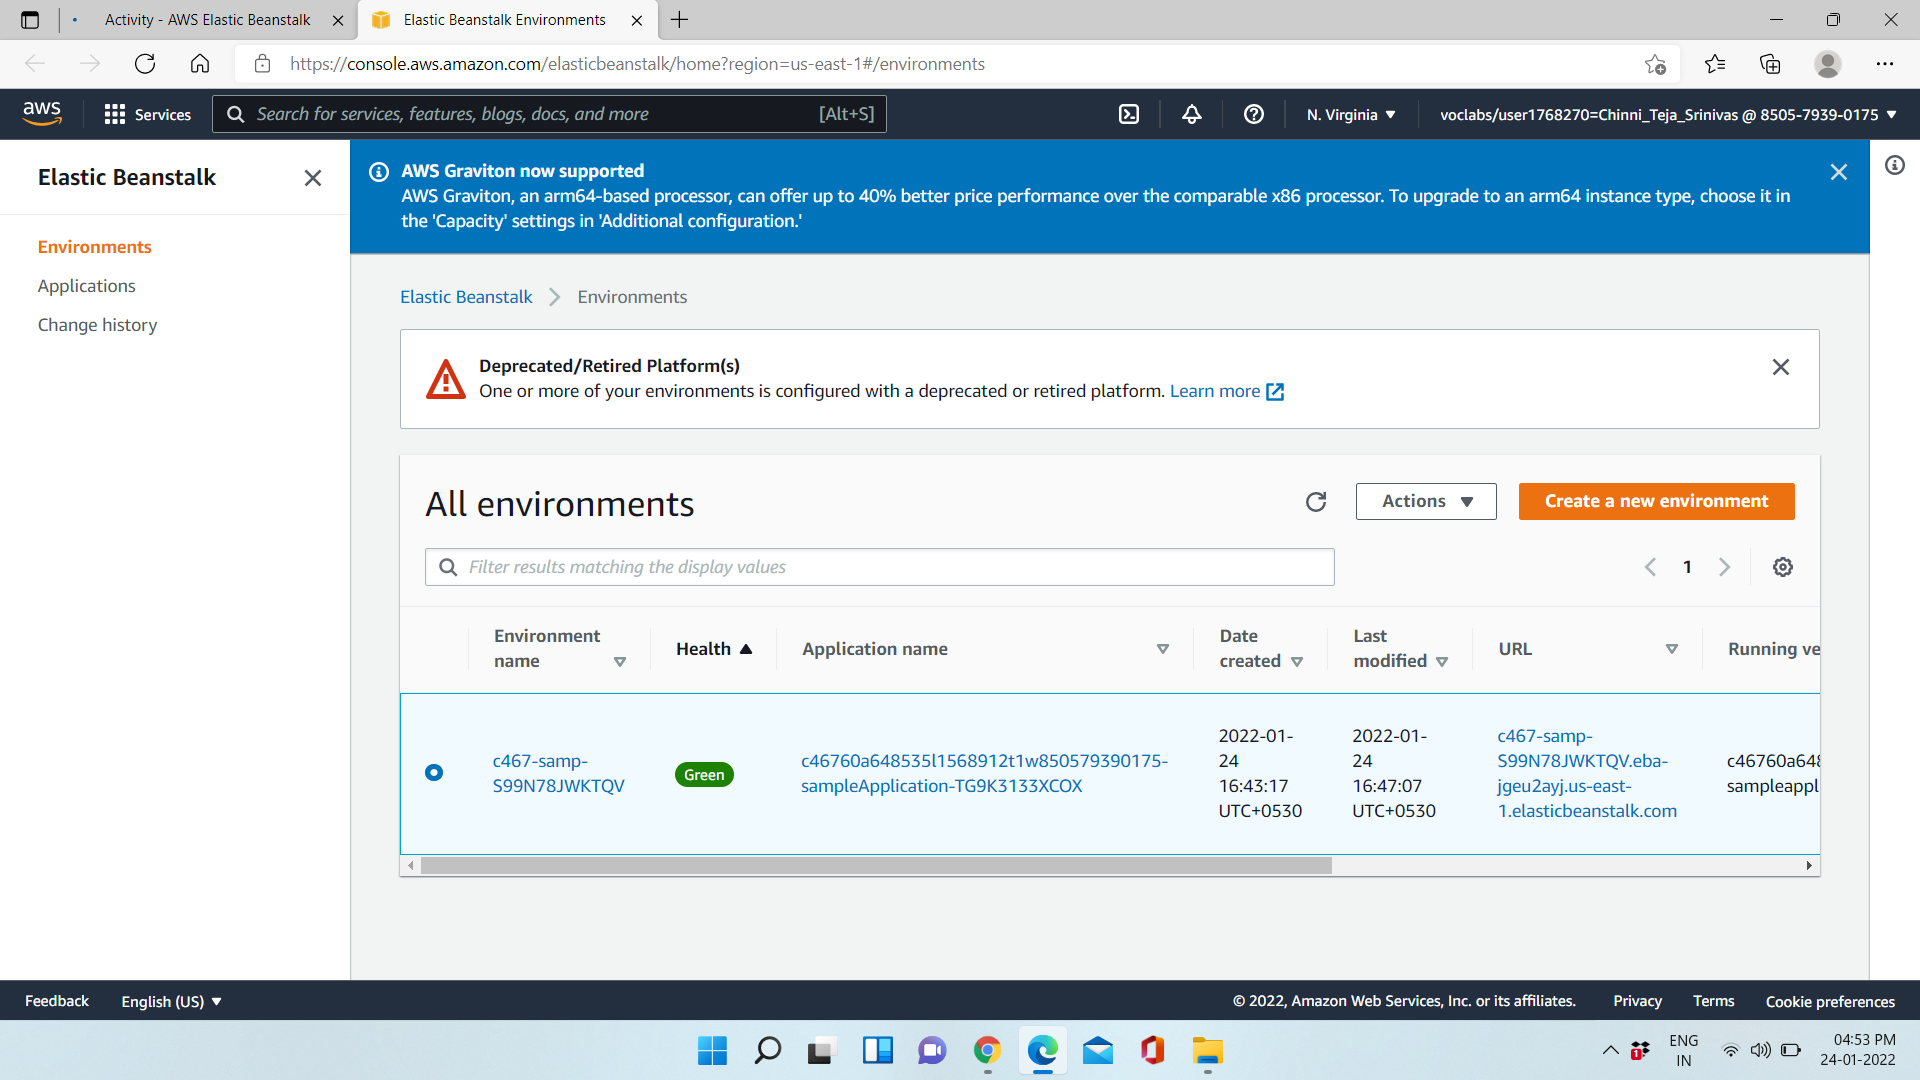 Activity - AWS Elastic Beanstalk
Elastic Beanstalk Environments
https://console.aws.amazon.com/elasticbeanstalk/home?region=us-east-1#/environments
aws
Services
Search for services, features, blogs, docs, and more
[Alt+S]
N. Virginia
voclabs/user1768270=Chinni_Teja_Srinivas @ 8505-7939-0175
Elastic Beanstalk
Environments
Applications
Change history
AWS Graviton now supported
AWS Graviton, an arm64-based processor, can offer up to 40% better price performance over the comparable x86 processor. To upgrade to an arm64 instance type, choose it in
the 'Capacity' settings in 'Additional configuration.'
Elastic Beanstalk
Environments
Deprecated/Retired Platform(s)
One or more of your environments is configured with a deprecated or retired platform. Learn more
All environments
Actions
Create a new environment
Filter results matching the display values
1
Environment
name
Health
Application name
Date
created
Last
modified
URL
Running ve
c467-samp-
S99N78JWKTQV
Green
c46760a648535l1568912t1w850579390175-
sampleApplication-TG9K3133XCOX
2022-01-
24
16:43:17
UTC+0530
2022-01-
24
16:47:07
UTC+0530
c467-samp-
S99N78JWKTQV.eba-
jgeu2ayj.us-east-
1.elasticbeanstalk.com
c46760a648
sampleappl
Feedback
English (US)
© 2022, Amazon Web Services, Inc. or its affiliates.
Privacy
Terms
Cookie preferences
1
ENG
IN
04:53 PM
24-01-2022